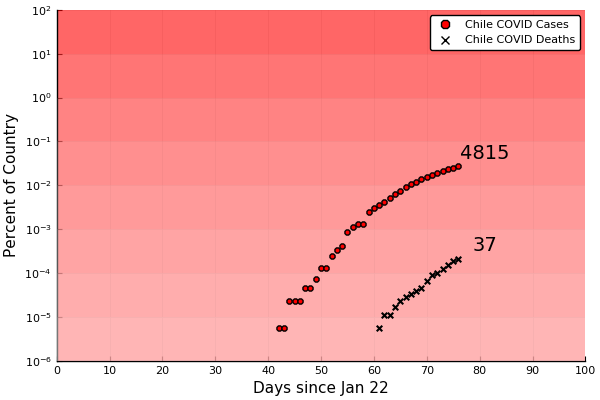 10²
Chile COVID Cases
Chile COVID Deaths
10¹
10⁰
10⁻¹
4815
10⁻²
10⁻³
37
10⁻⁴
10⁻⁵
10⁻⁶
Percent of Country
0 10 20 30 40 50 60 70 80 90 100
Days since Jan 22